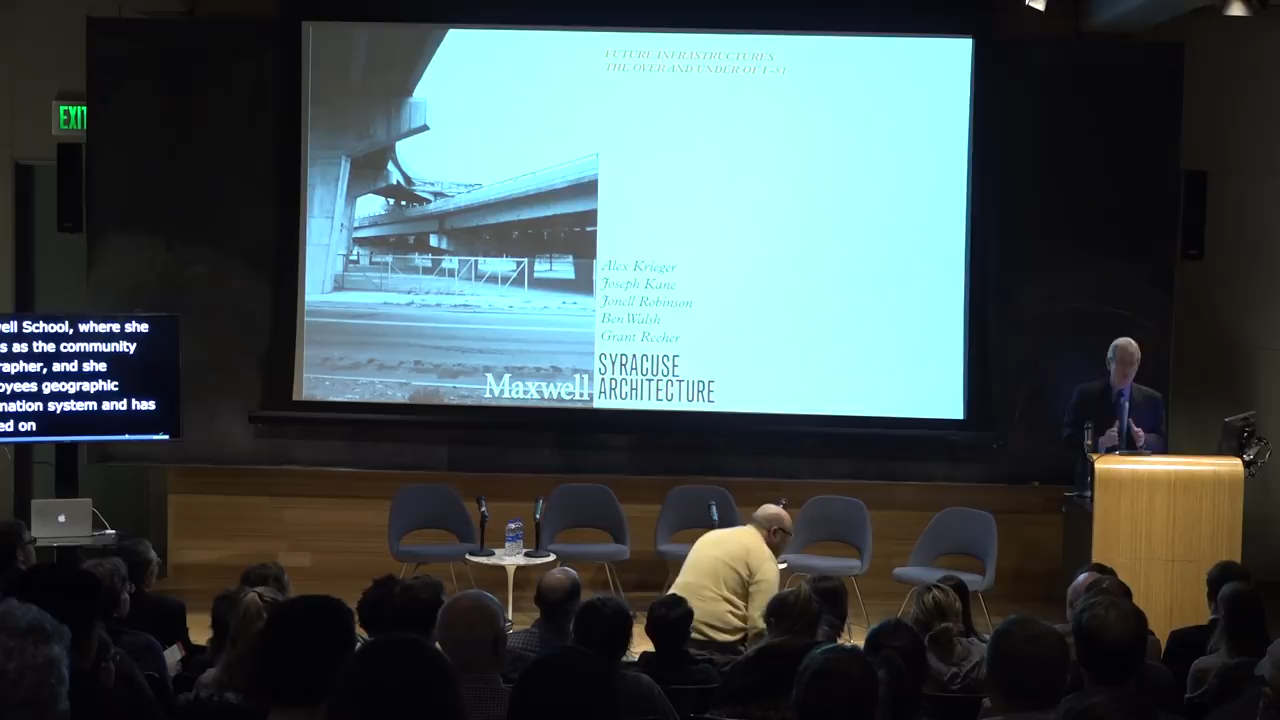 FUTURE INFRASTRUCTURES
THE OVER AND UNDER OF I-81
EXIT
Alex Krieger
Joseph Kane
Jonell Robinson
Ben Walsh
Grant Reeher
Maxwell
SYRACUSE
ARCHITECTURE
ell School, where she
s as the community
rapher, and she
oyees geographic
mation system and has
ed on